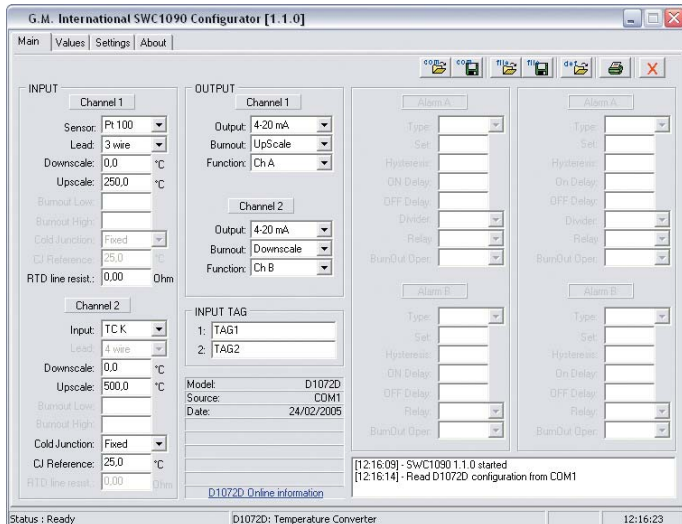 G.M. International SWC1090 Configurator [1.1.0]
Main Values Settings About
com com file file def
INPUT
Channel 1
Sensor: Pt 100
Lead: 3 wire
Downscale: 0,0 °C
Upscale: 250,0 °C
Burnout Low:
Burnout High:
Cold Junction: Fixed
CJ Reference: 25,0 °C
RTD line resist.: 0,00 Ohm
Channel 2
Input: TC K
Lead: 4 wire
Downscale: 0,0 °C
Upscale: 500,0 °C
Burnout Low:
Burnout High:
Cold Junction: Fixed
CJ Reference: 25,0 °C
RTD line resist.: 0,00 Ohm
OUTPUT
Channel 1
Output: 4-20 mA
Burnout: UpScale
Function: Ch A
Channel 2
Output: 4-20 mA
Burnout: Downscale
Function: Ch B
INPUT TAG
1: TAG1
2: TAG2
Model: D1072D
Source: COM1
Date: 24/02/2005
D1072D Online information
Alarm A
Type:
Set:
Hysteresis:
ON Delay:
OFF Delay:
Divider:
Relay
BurnOut Oper.
Alarm B
Type:
Set:
Hysteresis:
ON Delay:
OFF Delay:
Relay:
BurnOut Oper.
Alarm A
Type:
Set:
Hysteresis:
On Delay:
OFF Delay:
Divider:
Relay
BurnOut Oper.
Alarm B
Type:
Set:
Hysteresis:
ON Delay:
OFF Delay:
Relay:
BurnOut Oper.
[12:16:09] - SWC1090 1.1.0 started
[12:16:14] - Read D1072D configuration from COM1
Status : Ready D1072D: Temperature Converter 12:16:23